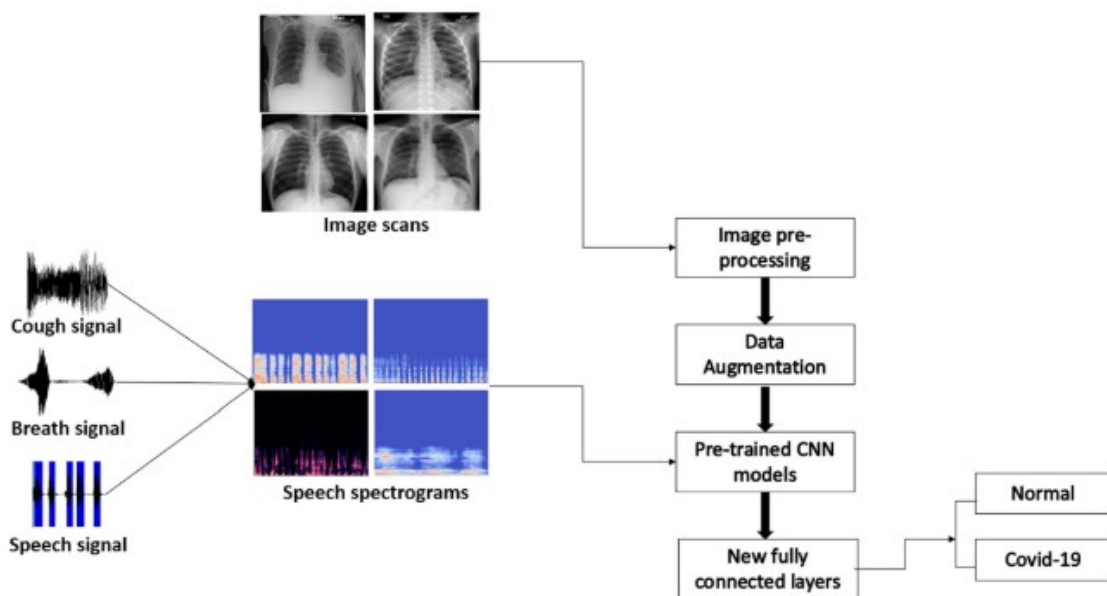 Image scans
Cough signal
Breath signal
Speech signal
Speech spectrograms
Image pre-
processing
Data
Augmentation
Pre-trained CNN
models
New fully
connected layers
Normal
Covid-19